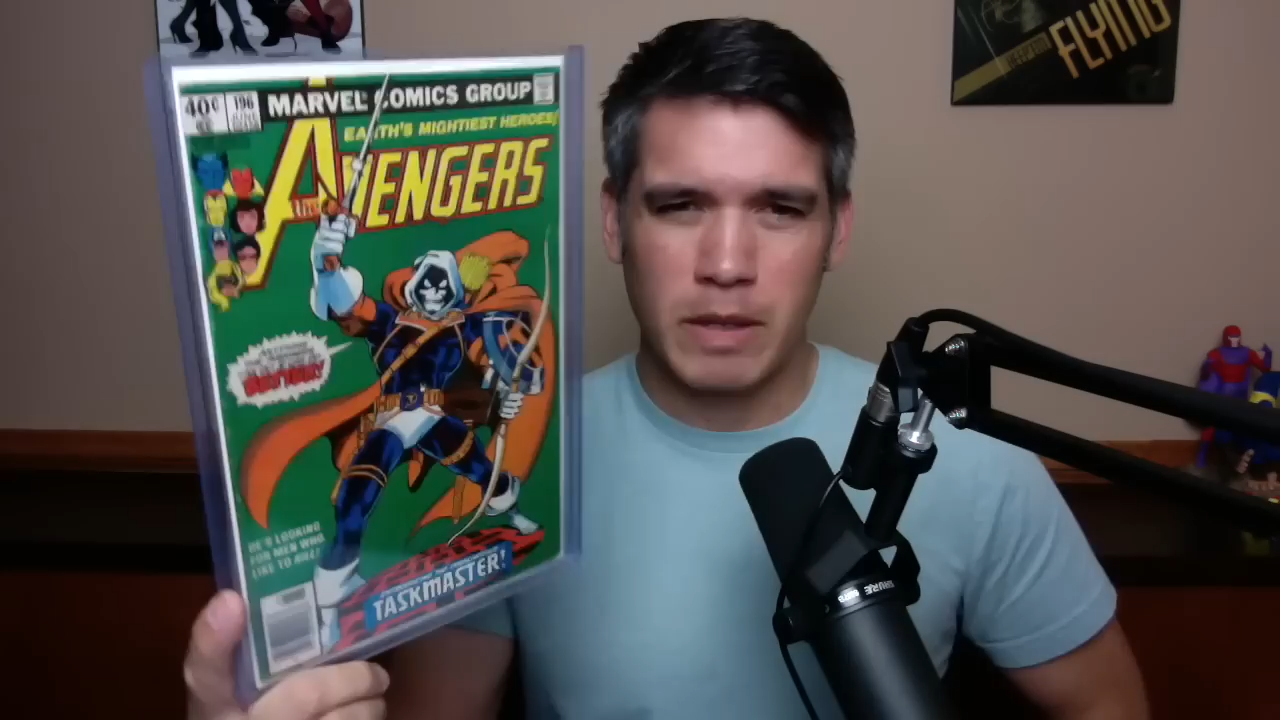 FLYING
40¢ 196 MARVEL COMICS GROUP
EARTH'S MIGHTIEST HEROES!
THE AVENGERS
HE'S LOOKING
FOR MEN WHO
LIKE TO KILL!
TASKMASTER!
SHURE